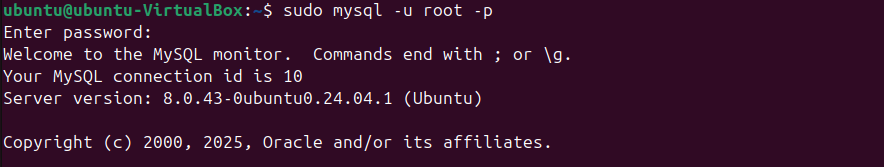 ubuntu@ubuntu-VirtualBox:~$ sudo mysql -u root -p
Enter password:
Welcome to the MySQL monitor.  Commands end with ; or \g.
Your MySQL connection id is 10
Server version: 8.0.43-0ubuntu0.24.04.1 (Ubuntu)

Copyright (c) 2000, 2025, Oracle and/or its affiliates.